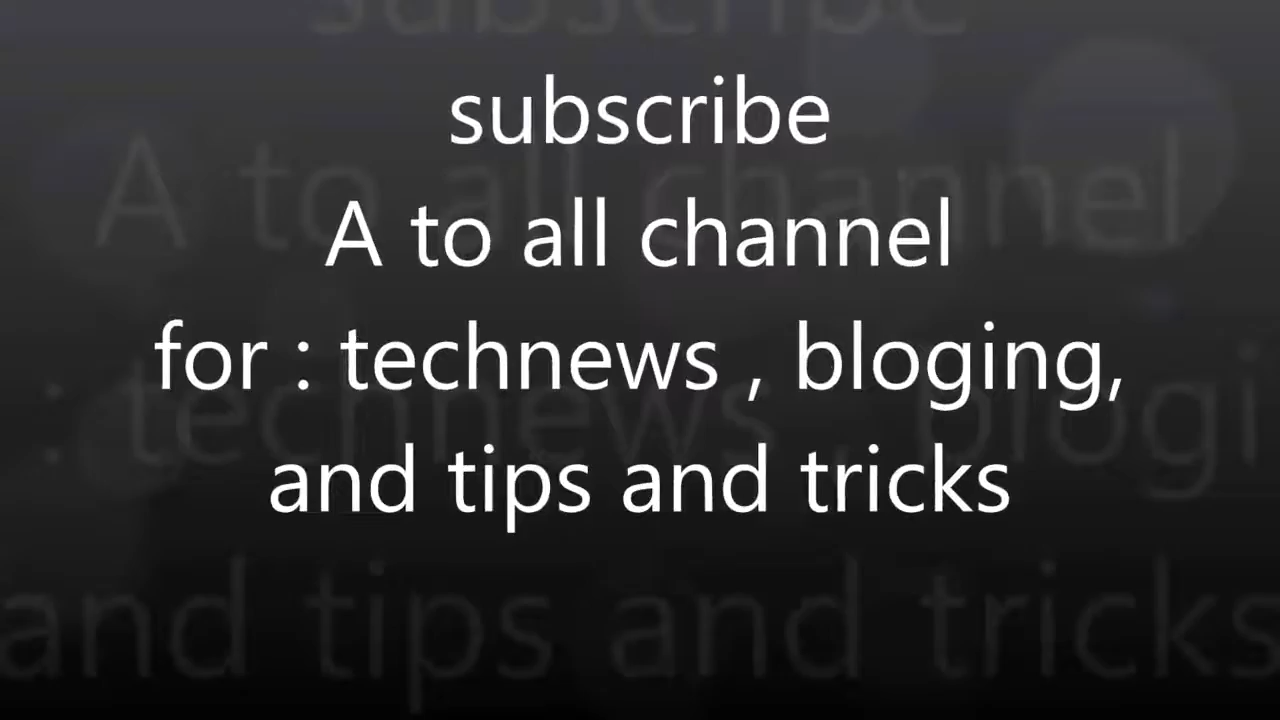 subscribe
A to all channel
for : technews , bloging,
and tips and tricks